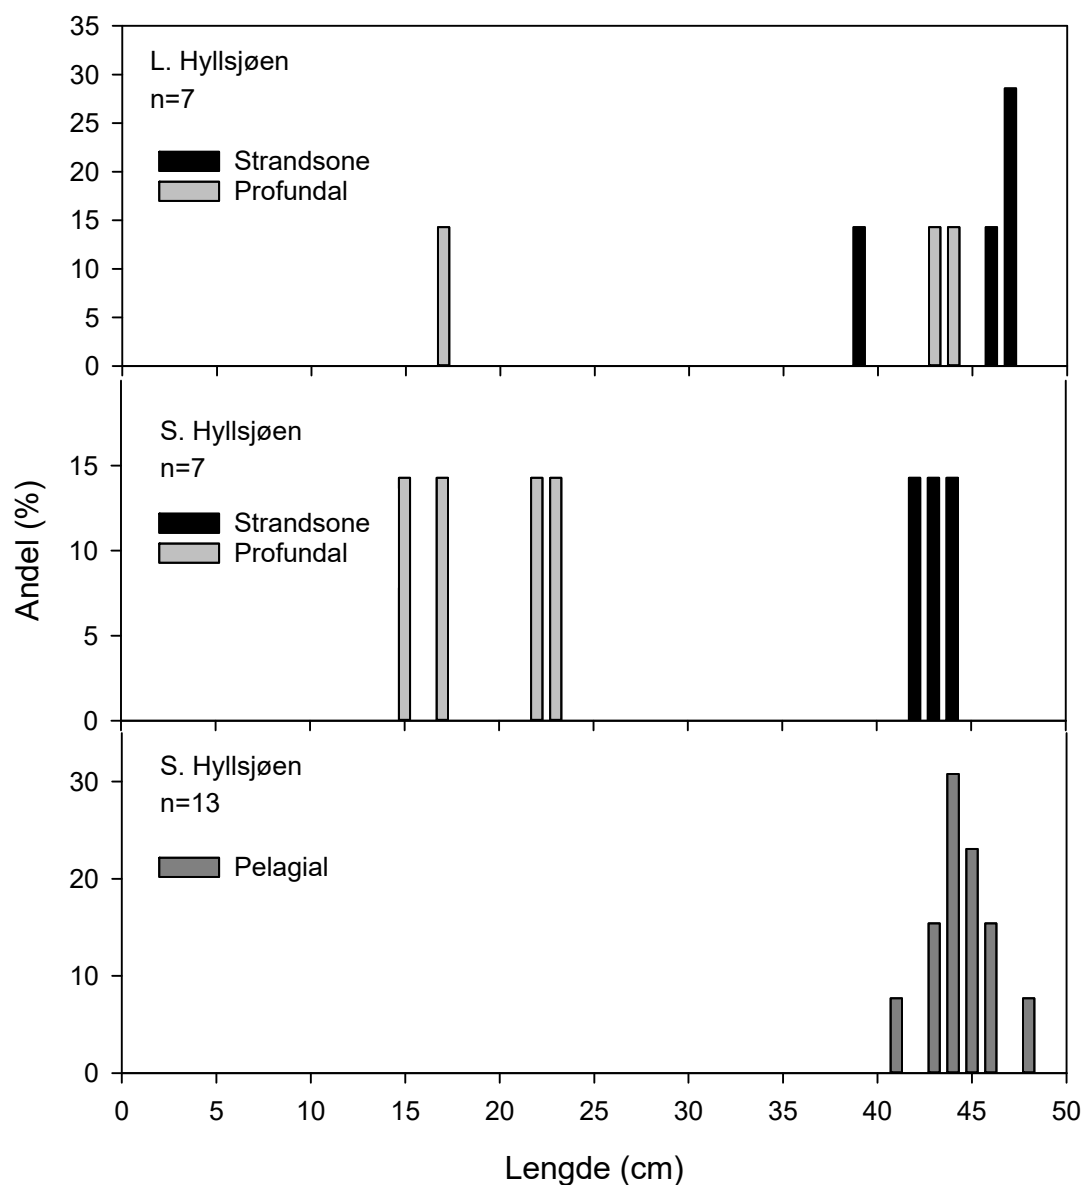 35
30
25
20
15
10
5
0
L. Hyllsjøen
n=7
Strandsone
Profundal
Andel (%)
15
10
5
0
S. Hyllsjøen
n=7
Strandsone
Profundal
30
20
10
0
S. Hyllsjøen
n=13
Pelagial
0 5 10 15 20 25 30 35 40 45 50
Lengde (cm)